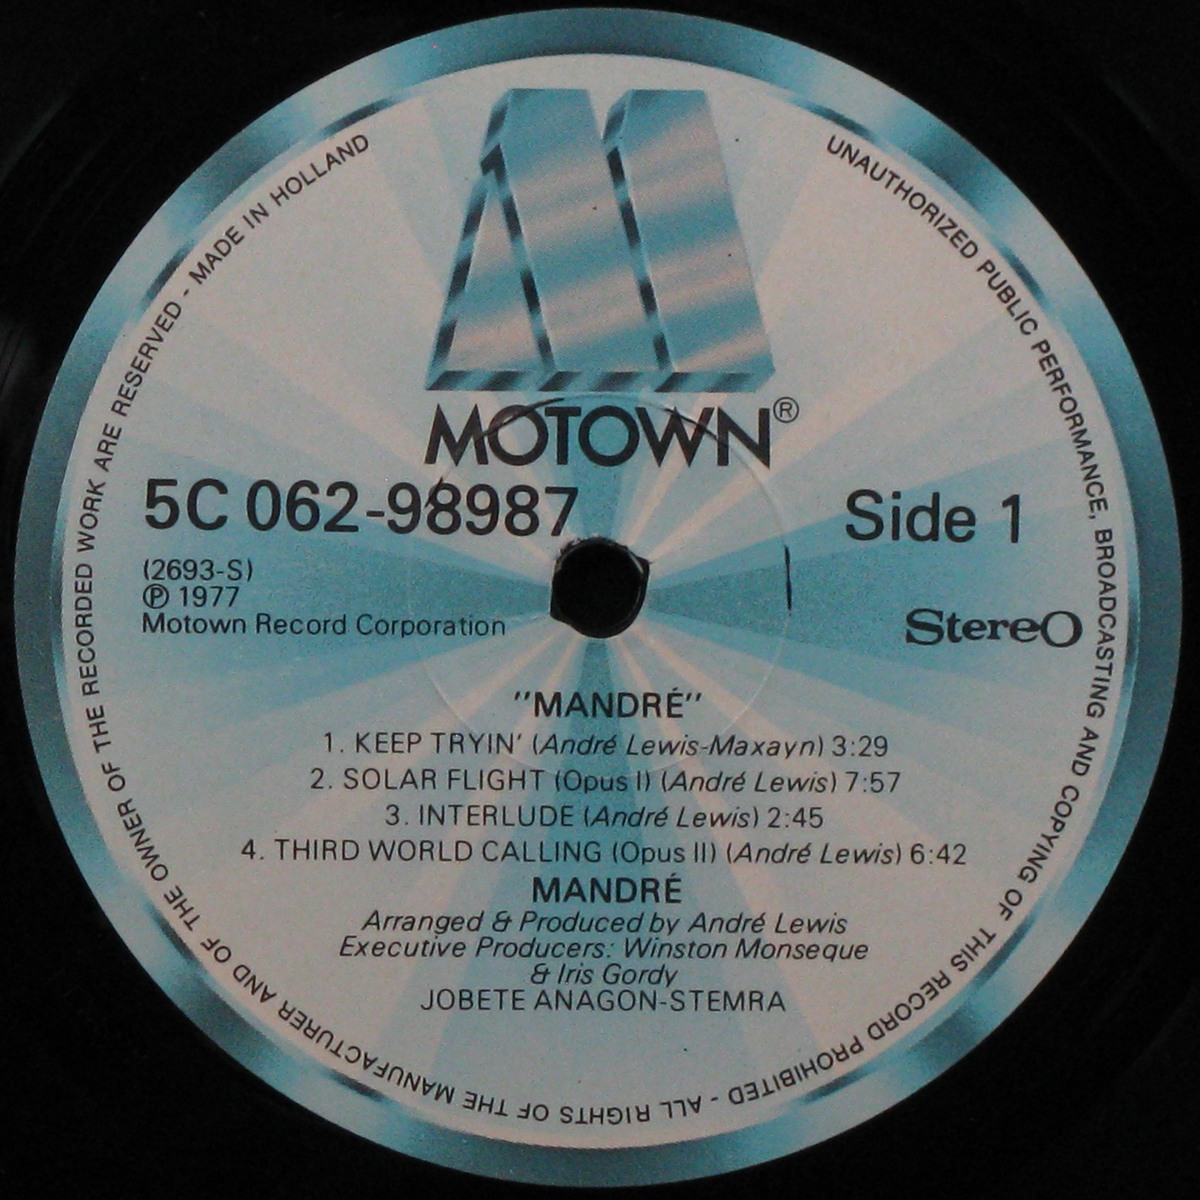 MOTOWN®
5C 062-98987
Side 1
(2693-S)
℗ 1977
Motown Record Corporation
Stereo
"MANDRÉ"
1. KEEP TRYIN' (André Lewis-Maxayn) 3:29
2. SOLAR FLIGHT (Opus I) (André Lewis) 7:57
3. INTERLUDE (André Lewis) 2:45
4. THIRD WORLD CALLING (Opus II) (André Lewis) 6:42
MANDRÉ
Arranged & Produced by André Lewis
Executive Producers: Winston Monseque
& Iris Gordy
JOBETE ANAGON-STEMRA
UNAUTHORIZED PUBLIC PERFORMANCE, BROADCASTING AND COPYING OF THIS RECORD PROHIBITED - ALL RIGHTS OF THE MANUFACTURER AND OF THE OWNER OF THE RECORDED WORK ARE RESERVED - MADE IN HOLLAND